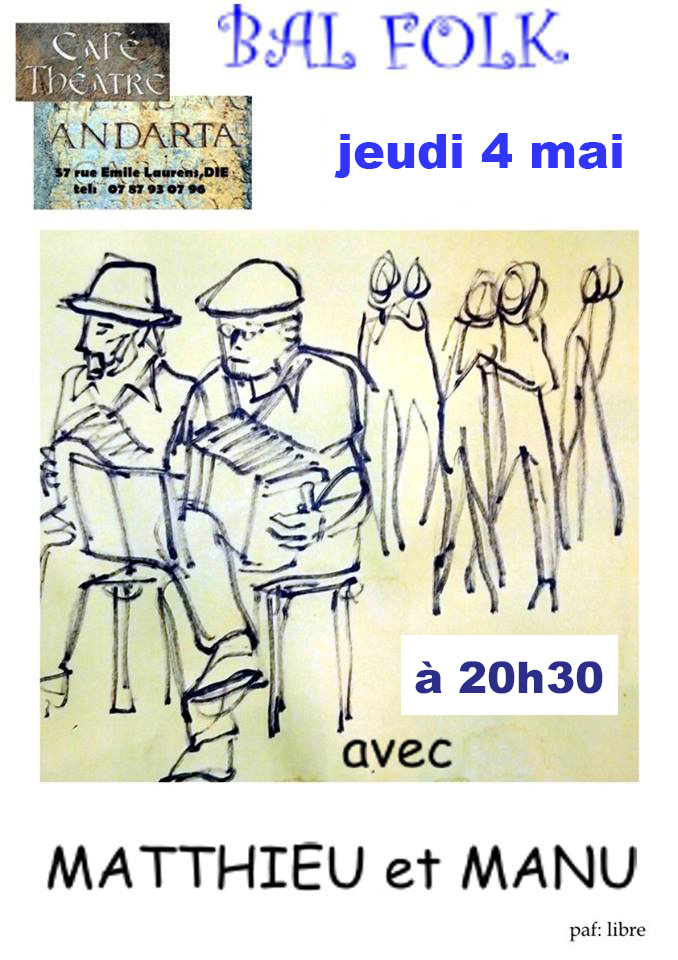 BAL FOLK
CAFÉ
THÉATRE
ANDARTA
57 rue Emile Laurens,DIE
tel: 07 87 93 07 96
jeudi 4 mai
à 20h30
avec
MATTHIEU et MANU
paf: libre